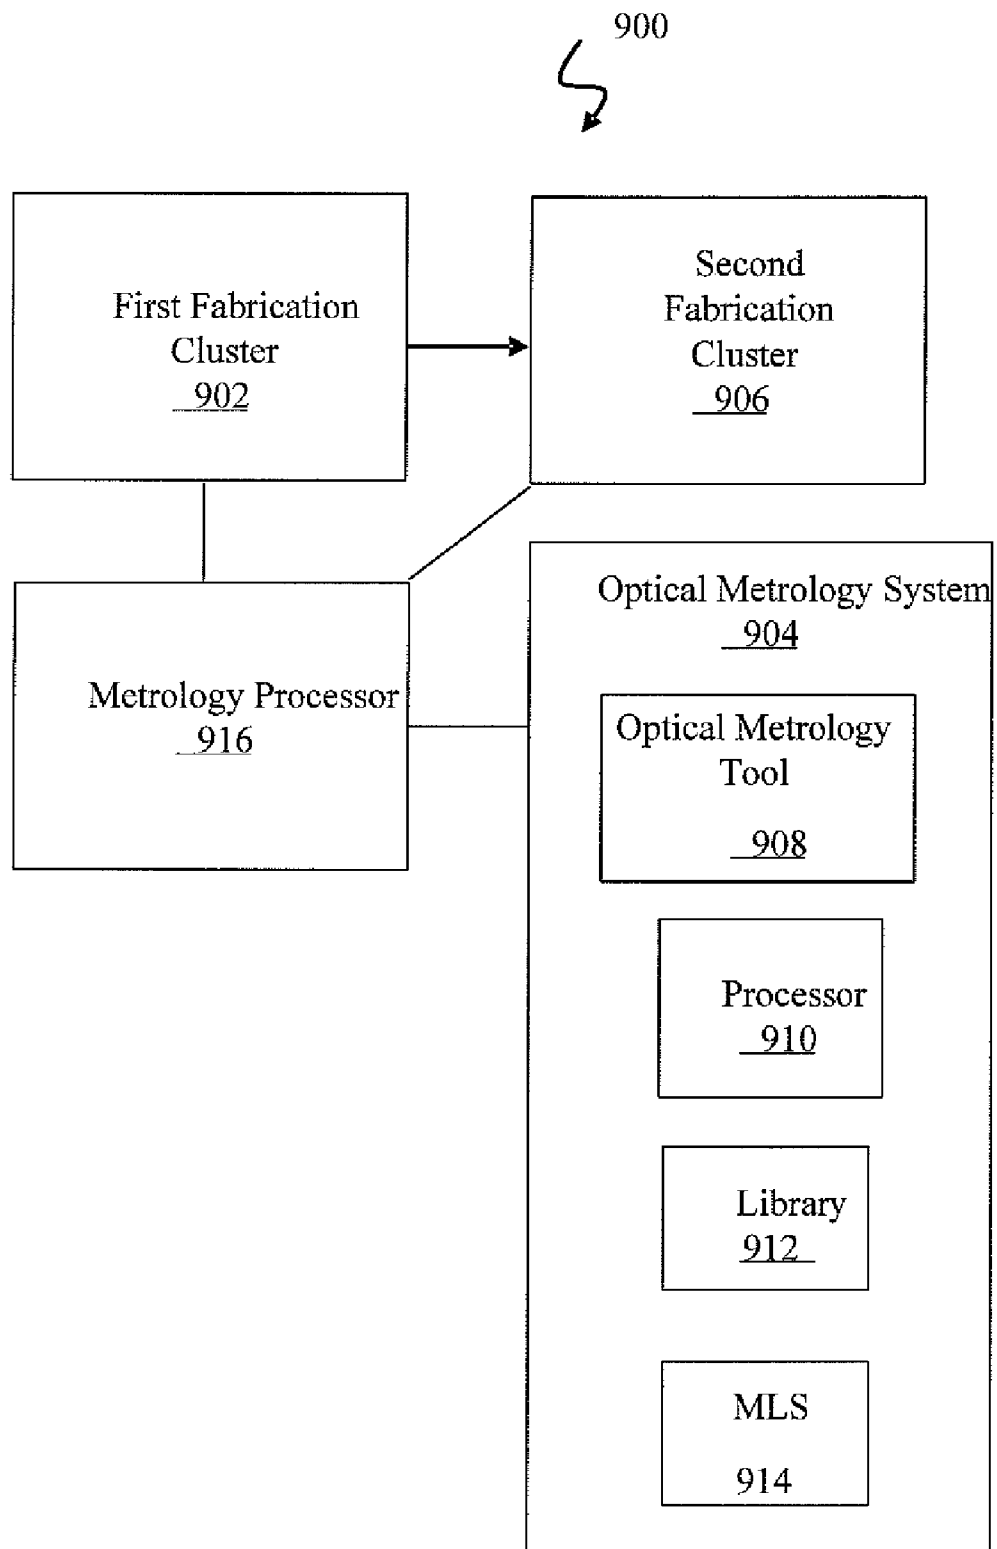 900
First Fabrication
Cluster
902
Second
Fabrication
Cluster
906
Metrology Processor
916
Optical Metrology System
904
Optical Metrology
Tool
908
Processor
910
Library
912
MLS
914